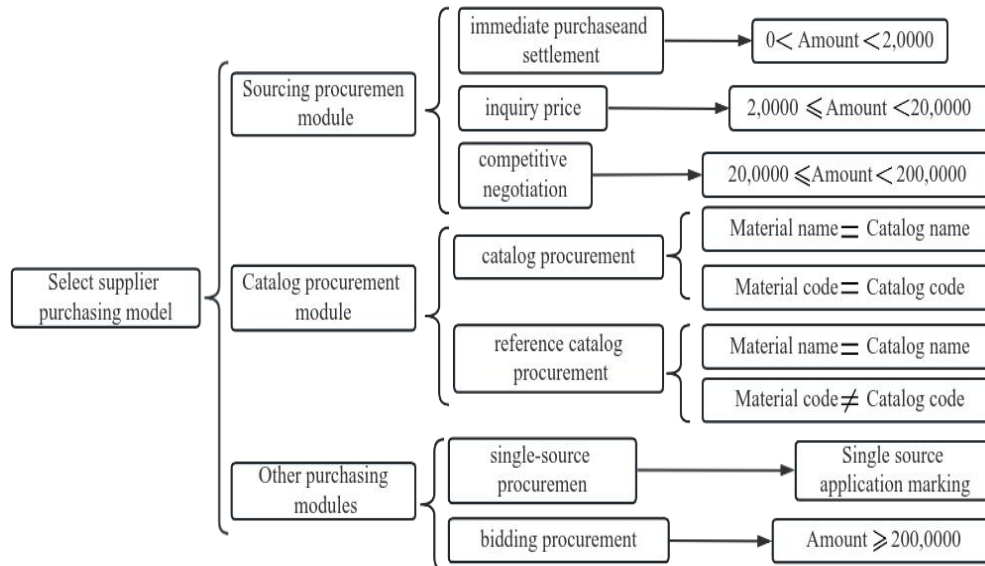 Select supplier
purchasing model
Sourcing procuremen
module
immediate purchaseand
settlement
0< Amount <2,0000
inquiry price
2,0000 ⩽Amount <20,0000
competitive
negotiation
20,0000 ⩽Amount <200,0000
Catalog procurement
module
catalog procurement
Material name = Catalog name
Material code = Catalog code
reference catalog
procurement
Material name = Catalog name
Material code ≠ Catalog code
Other purchasing
modules
single-source
procuremen
Single source
application marking
bidding procurement
Amount ⩾200,0000